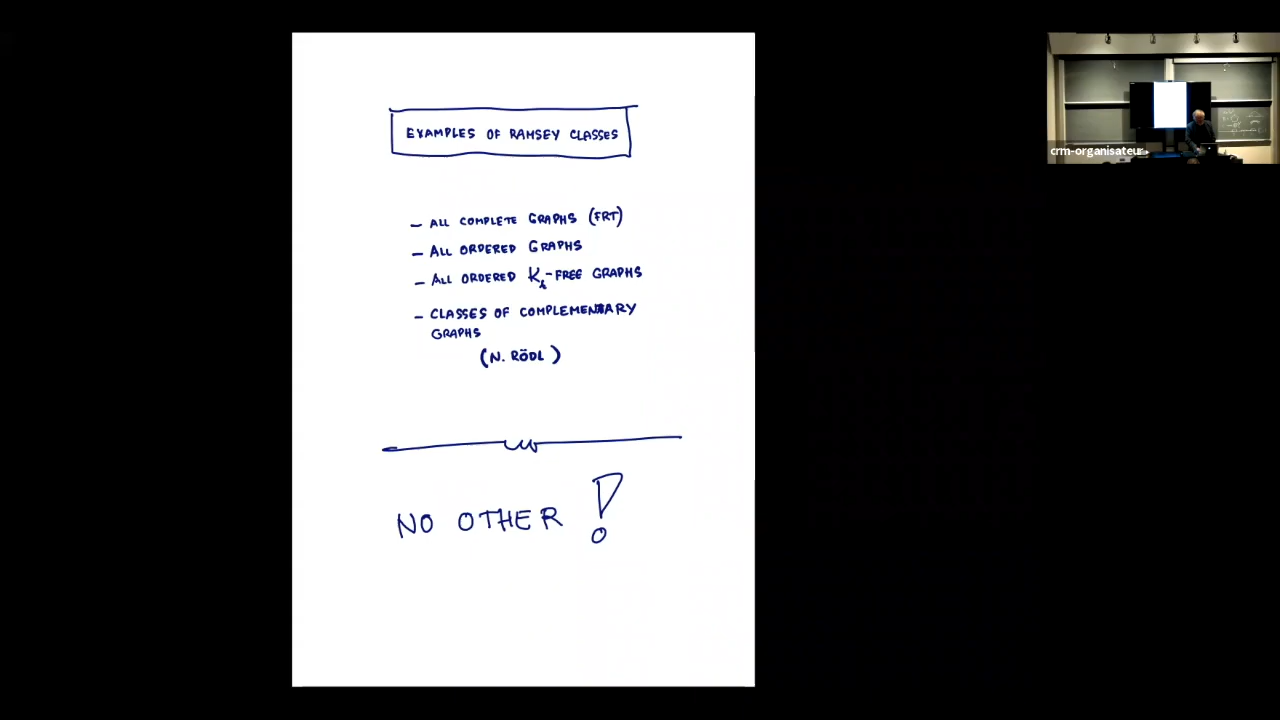 EXAMPLES OF RAMSEY CLASSES
- ALL COMPLETE GRAPHS (FRT)
- ALL ORDERED GRAPHS
- ALL ORDERED Kk-FREE GRAPHS
- CLASSES OF COMPLEMENTARY
GRAPHS
(N. RÖDL)
NO OTHER !
crm-organisateur